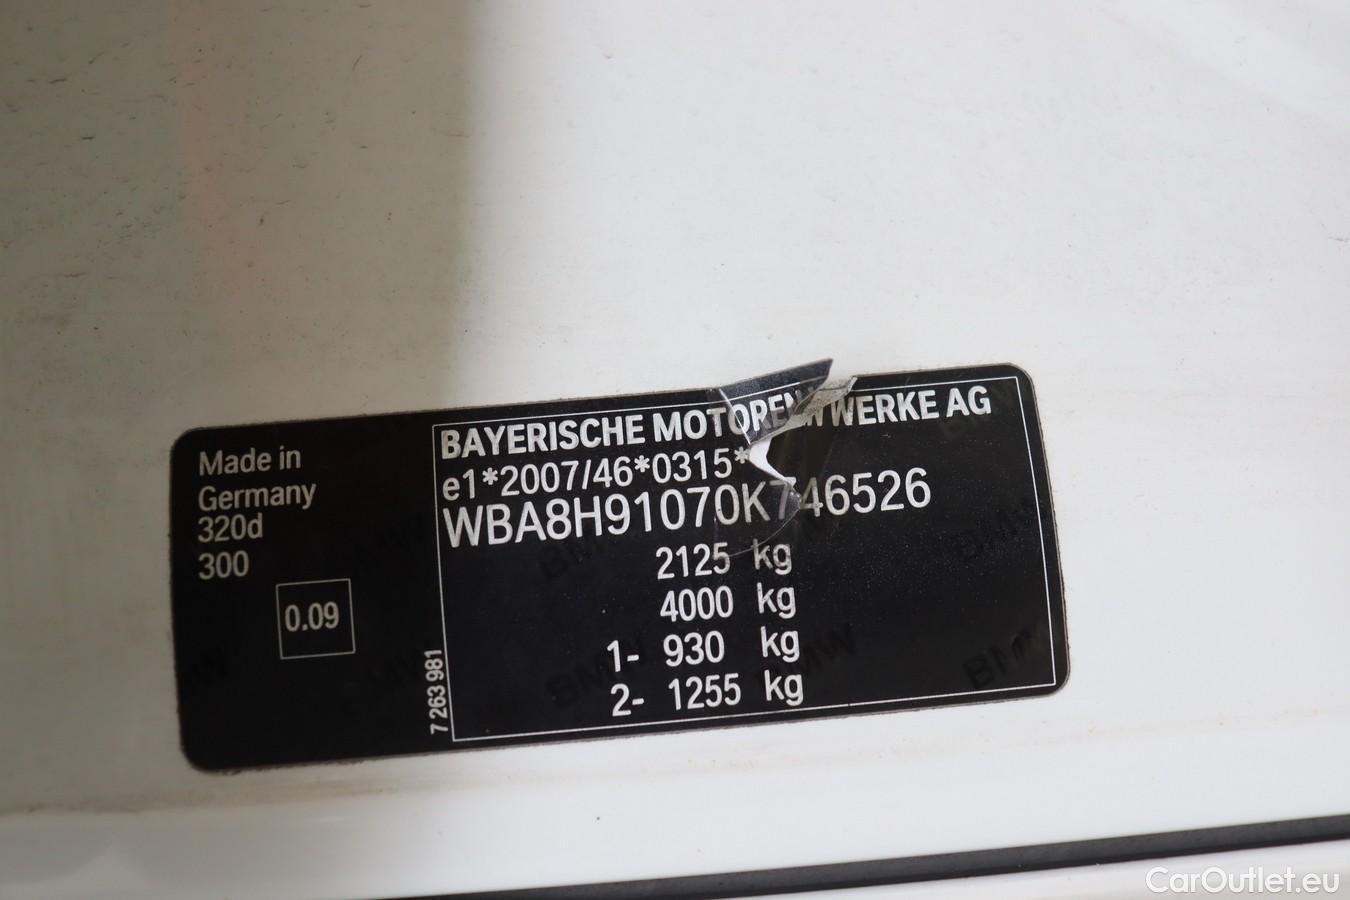 Made in
Germany
320d
300
0.09
7 263 981
BAYERISCHE MOTOREN WERKE AG
e1*2007/46*0315*
WBA8H91070K746526
2125 kg
4000 kg
1- 930 kg
2- 1255 kg
CarOutlet.eu